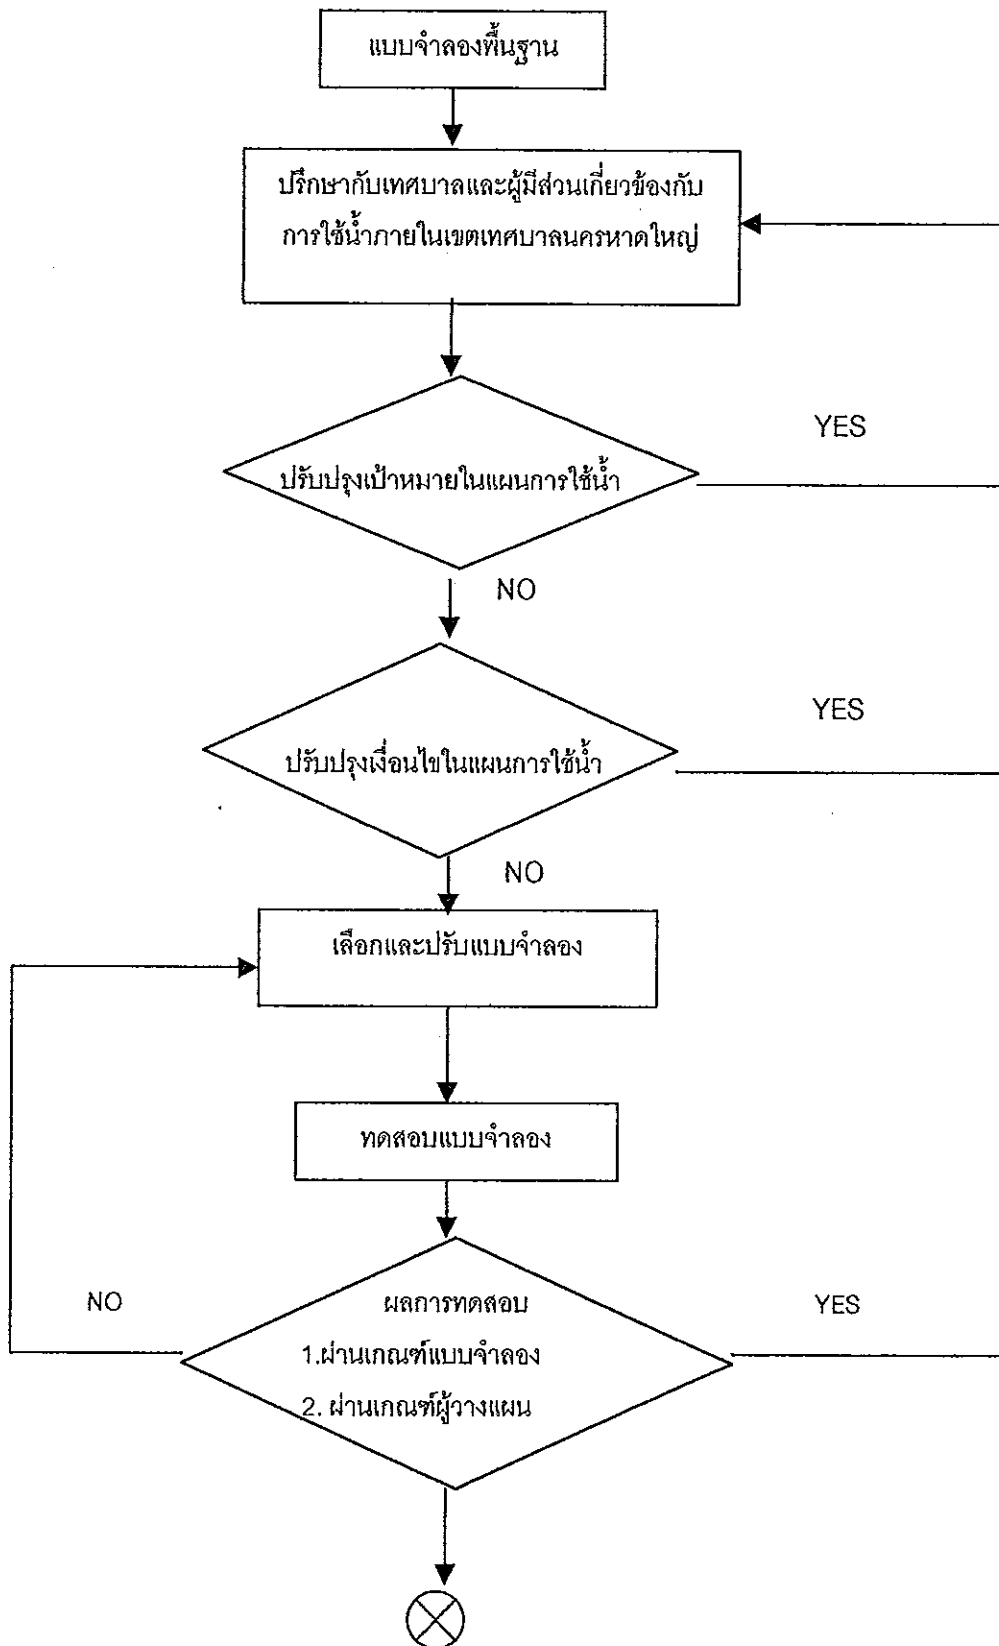 แบบจำลองพื้นฐาน
ปรึกษากับเทศบาลและผู้มีส่วนเกี่ยวข้องกับ
การใช้น้ำภายในเขตเทศบาลนครหาดใหญ่
YES
ปรับปรุงเป้าหมายในแผนการใช้น้ำ
NO
YES
ปรับปรุงเงื่อนไขในแผนการใช้น้ำ
NO
เลือกและปรับแบบจำลอง
ทดสอบแบบจำลอง
NO
ผลการทดสอบ
YES
1.ผ่านเกณฑ์แบบจำลอง
2. ผ่านเกณฑ์ผู้วางแผน